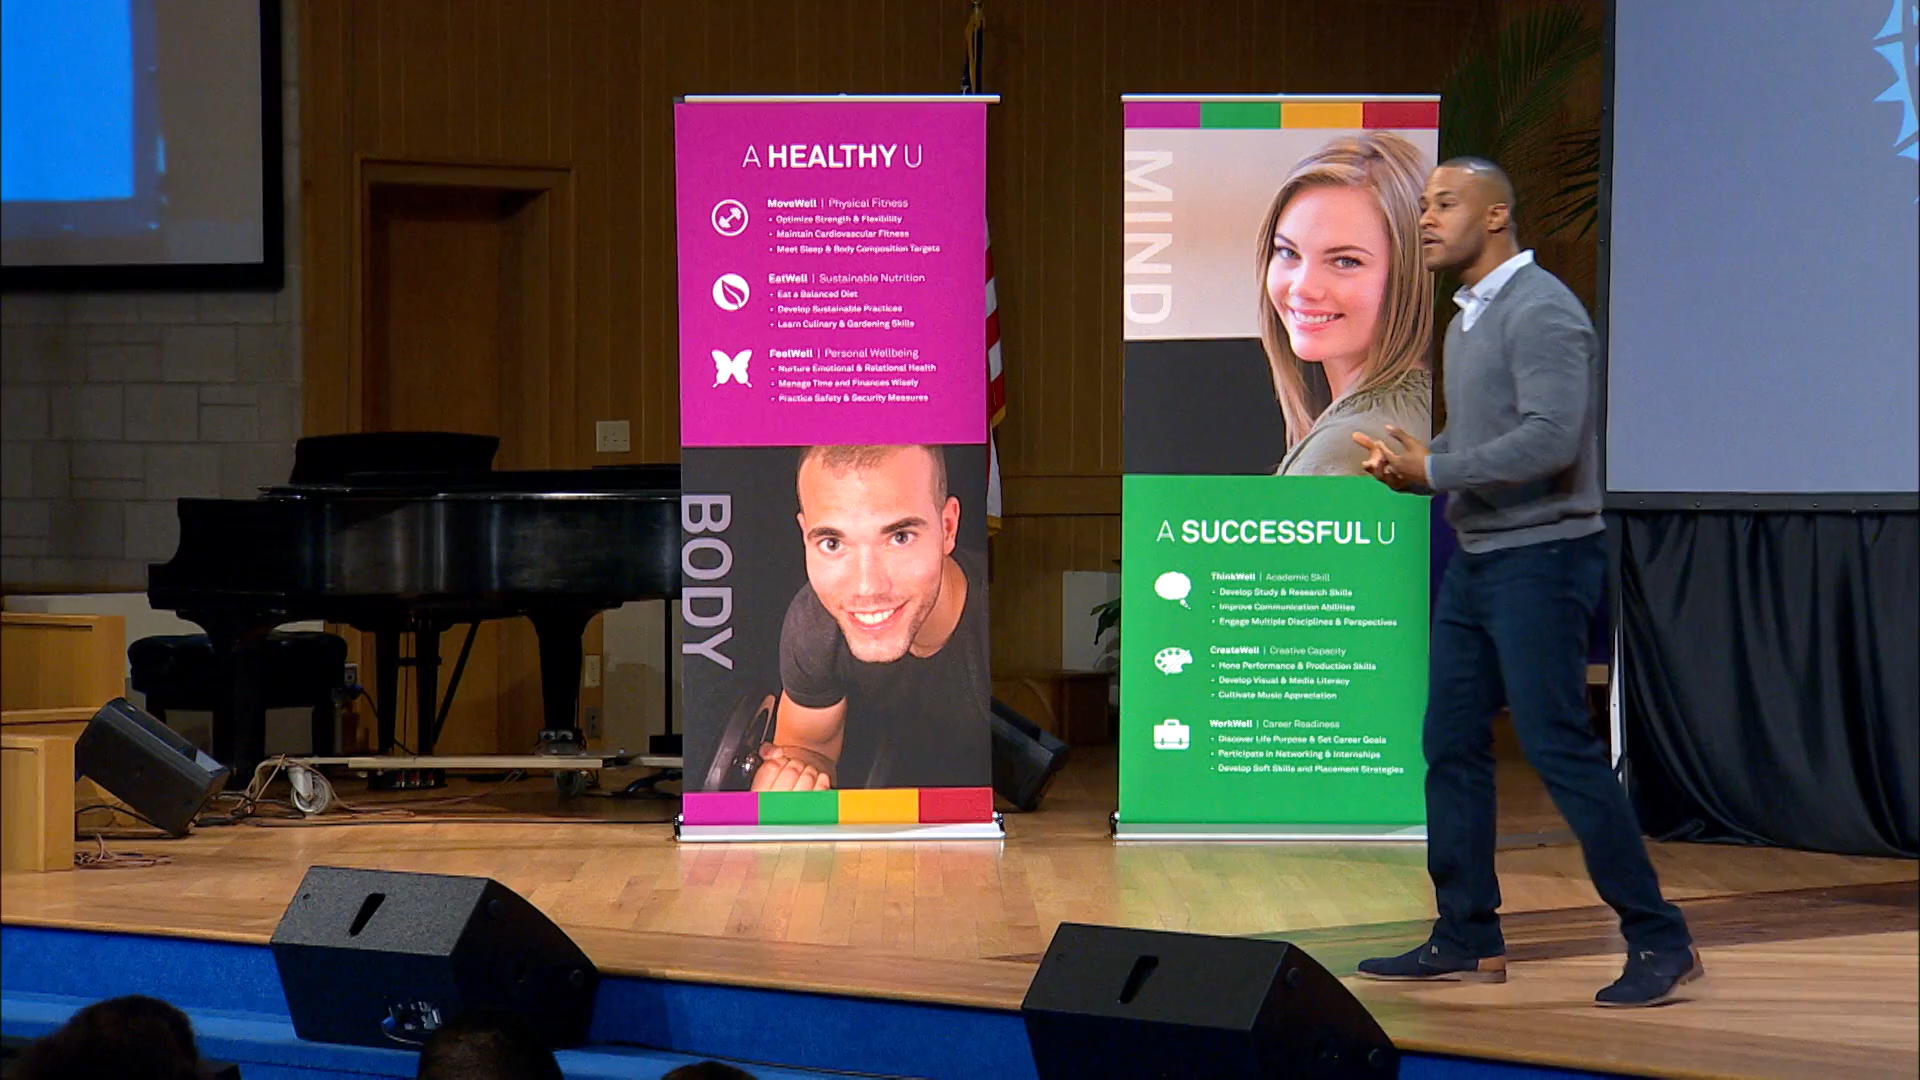 A HEALTHY U
MoveWell | Physical Fitness
• Optimize Strength & Flexibility
• Maintain Cardiovascular Fitness
• Meet Sleep & Body Composition Targets
EatWell | Sustainable Nutrition
• Eat a Balanced Diet
• Develop Sustainable Practices
• Learn Culinary & Gardening Skills
FeelWell | Personal Wellbeing
• Nurture Emotional & Relational Health
• Manage Time and Finances Wisely
• Practice Safety & Security Measures
BODY
MIND
A SUCCESSFUL U
ThinkWell | Academic Skill
• Develop Study & Research Skills
• Improve Communication Abilities
• Engage Multiple Disciplines & Perspectives
CreateWell | Creative Capacity
• Hone Performance & Production Skills
• Develop Visual & Media Literacy
• Cultivate Music Appreciation
WorkWell | Career Readiness
• Discover Life Purpose & Set Career Goals
• Participate in Networking & Internships
• Develop Soft Skills and Placement Strategies